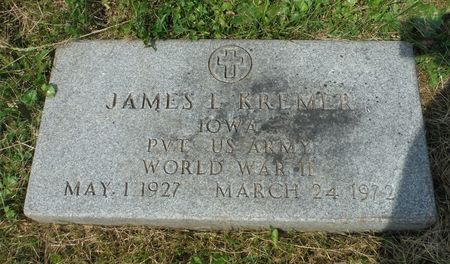 JAMES L KREMER
IOWA
PVT US ARMY
WORLD WAR II
MAY 1 1927 MARCH 24 1972